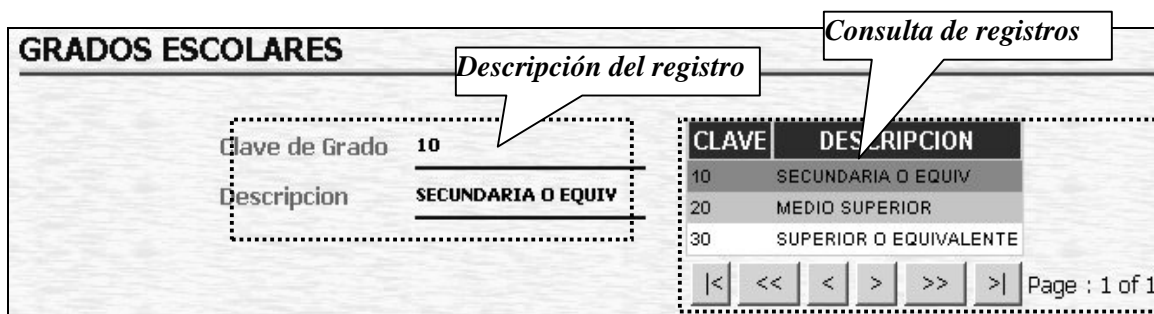 GRADOS ESCOLARES
Descripción del registro
Consulta de registros
Clave de Grado 10
Descripcion SECUNDARIA O EQUIV
CLAVE DESCRIPCION
10 SECUNDARIA O EQUIV
20 MEDIO SUPERIOR
30 SUPERIOR O EQUIVALENTE
|< << < > >> >| Page : 1 of 1